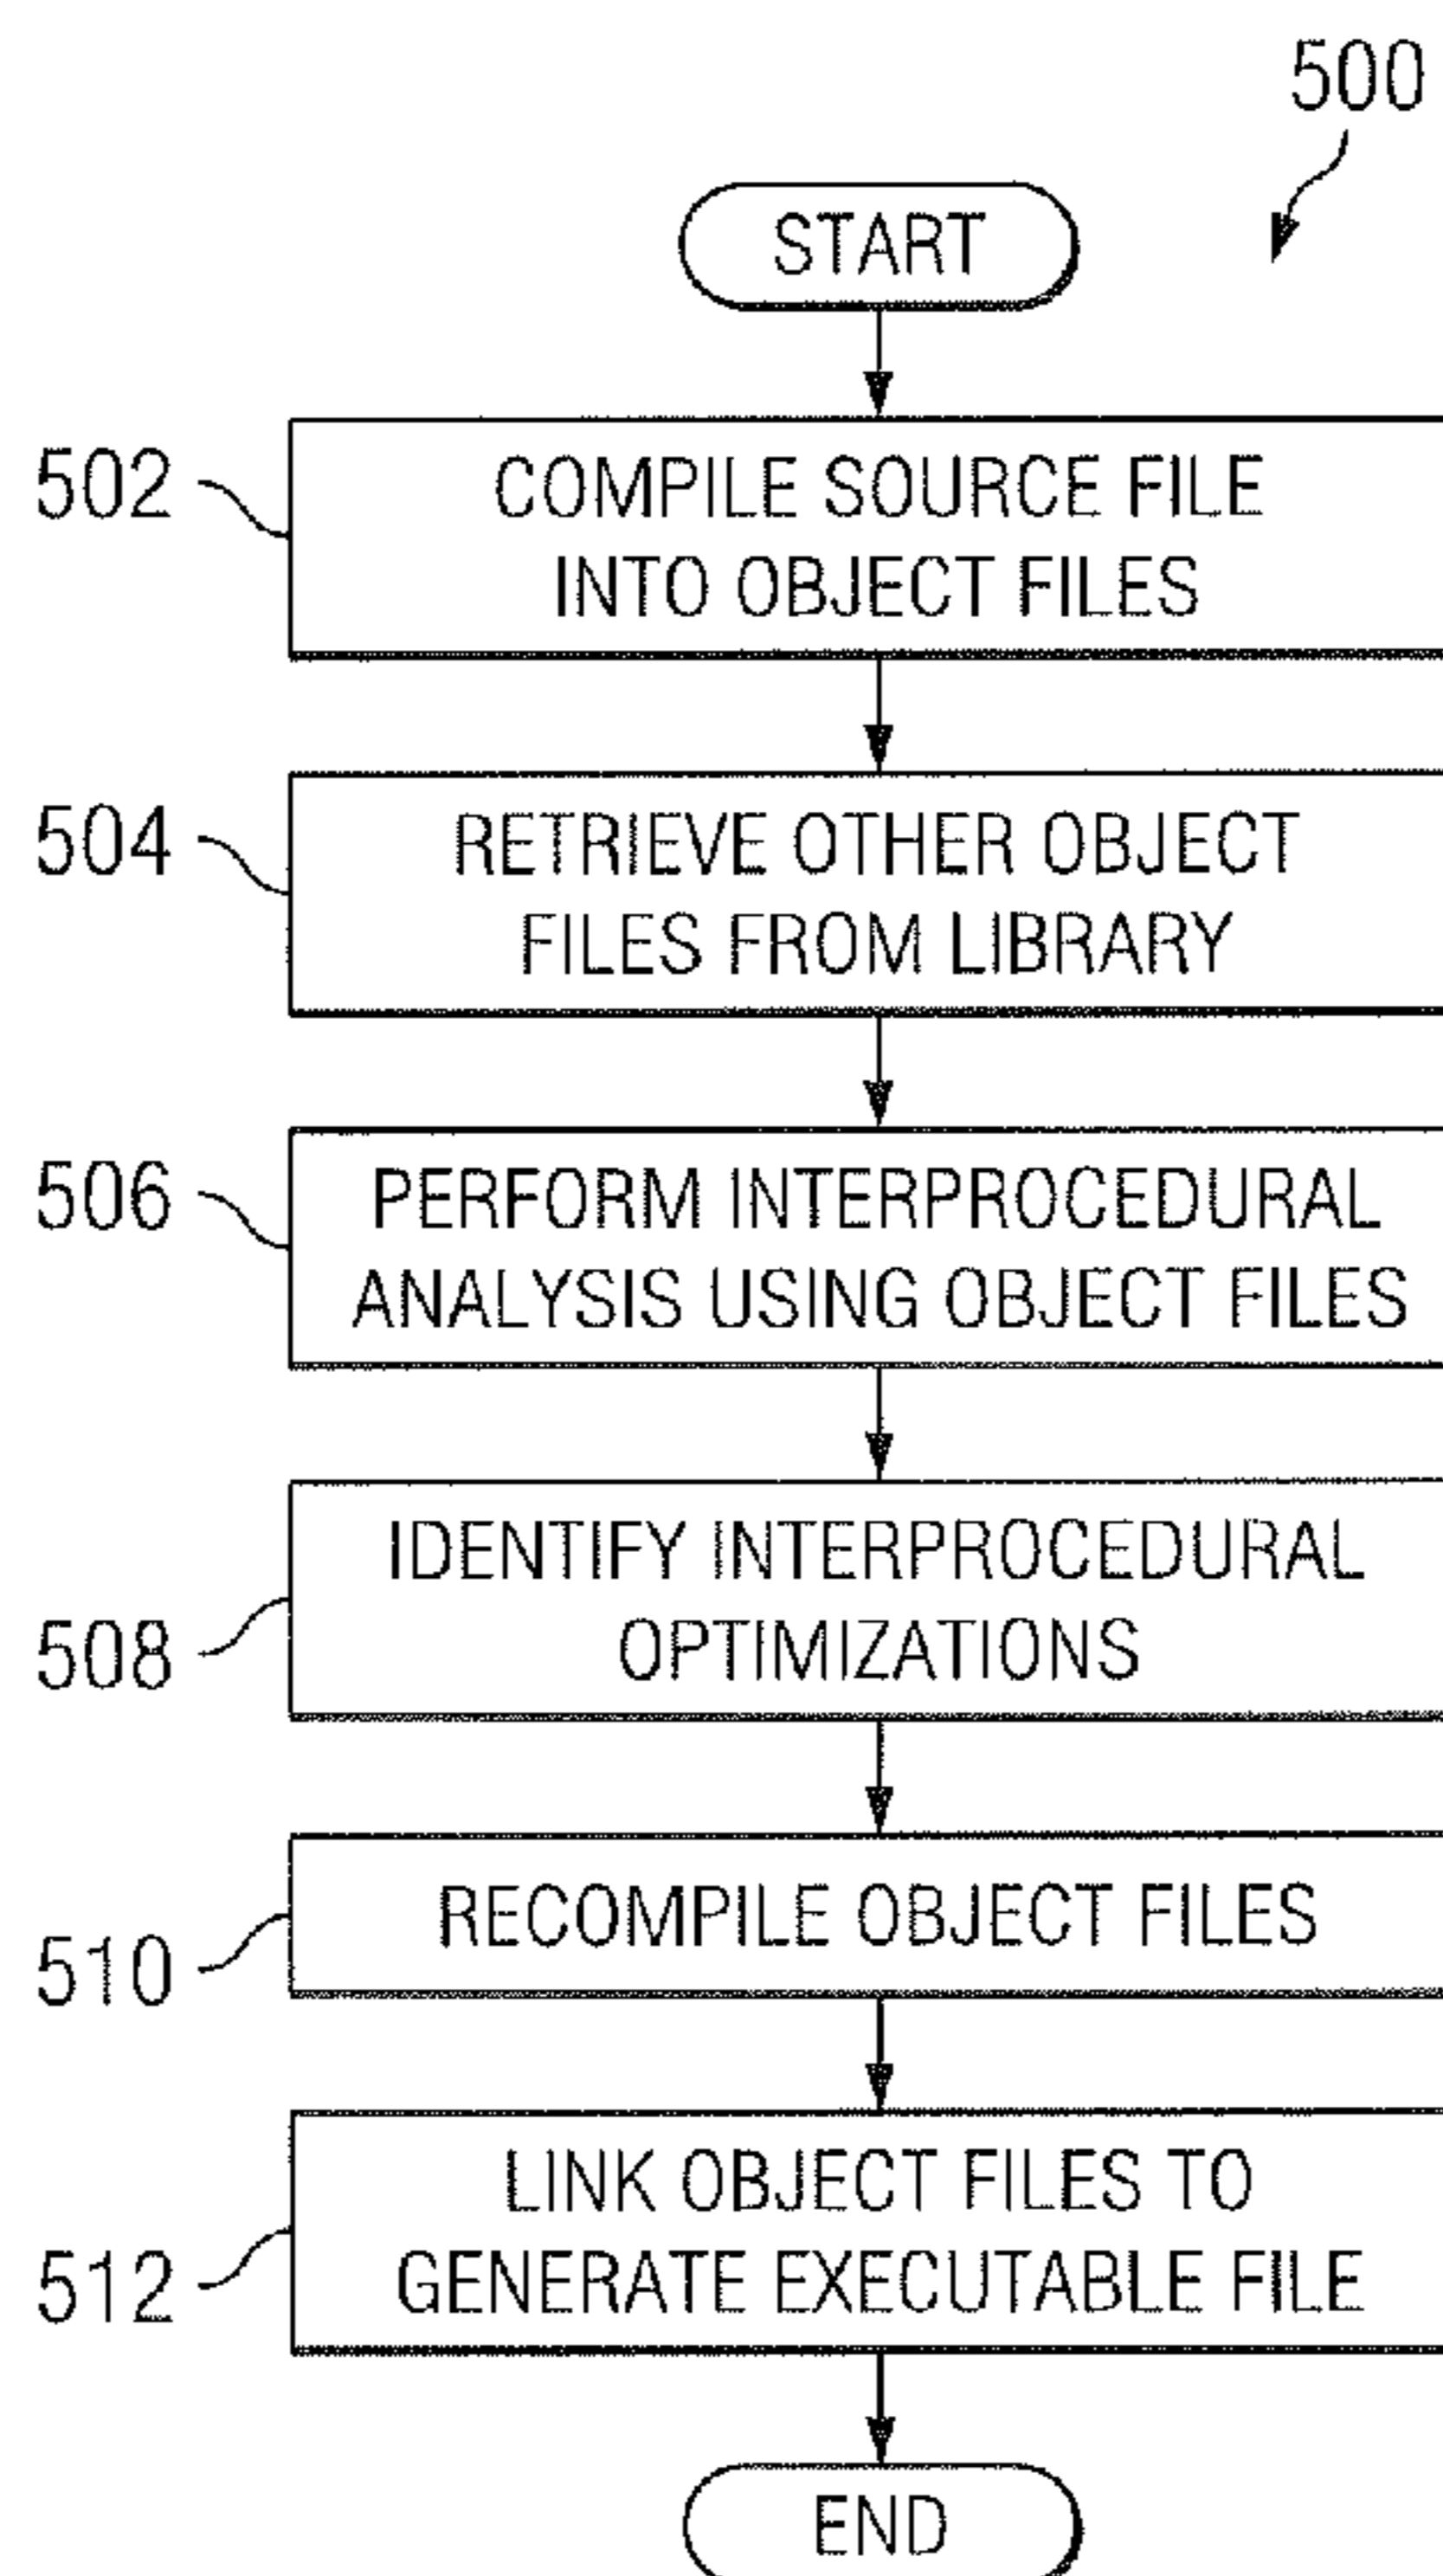 500
START
502
COMPILE SOURCE FILE
INTO OBJECT FILES
504
RETRIEVE OTHER OBJECT
FILES FROM LIBRARY
506
PERFORM INTERPROCEDURAL
ANALYSIS USING OBJECT FILES
508
IDENTIFY INTERPROCEDURAL
OPTIMIZATIONS
510
RECOMPILE OBJECT FILES
512
LINK OBJECT FILES TO
GENERATE EXECUTABLE FILE
END